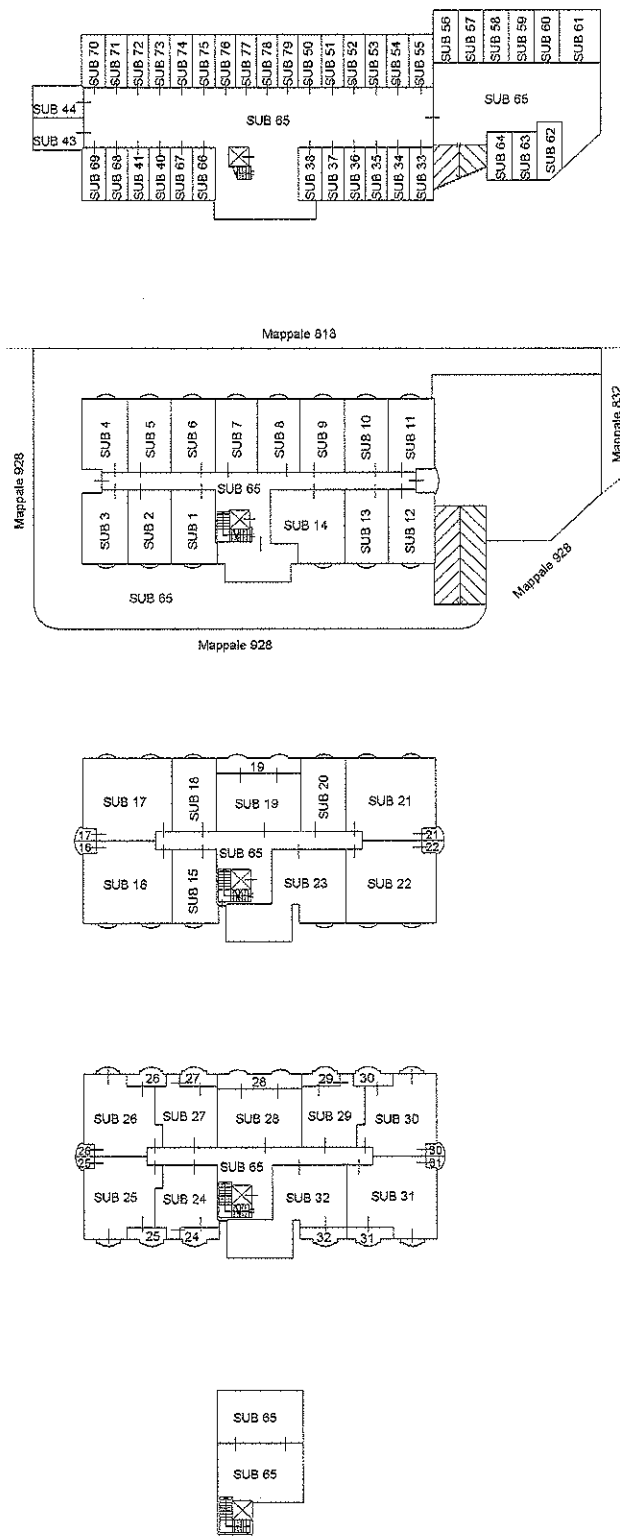 SUB 70 SUB 71 SUB 72 SUB 73 SUB 74 SUB 75 SUB 76 SUB 77 SUB 78 SUB 79 SUB 50 SUB 51 SUB 52 SUB 53 SUB 54 SUB 55 SUB 56 SUB 57 SUB 58 SUB 59 SUB 60 SUB 61
SUB 44
SUB 65
SUB 65
SUB 43
SUB 69 SUB 68 SUB 41 SUB 40 SUB 67 SUB 66 SUB 38 SUB 37 SUB 36 SUB 35 SUB 34 SUB 33 SUB 64 SUB 63 SUB 62
Mappale 818
Mappale 928
Mappale 832
SUB 4 SUB 5 SUB 6 SUB 7 SUB 8 SUB 9 SUB 10 SUB 11
SUB 65
SUB 3 SUB 2 SUB 1 SUB 14 SUB 13 SUB 12
SUB 65
Mappale 928
Mappale 928
19
SUB 17 SUB 18 SUB 19 SUB 20 SUB 21
17 21
16 22
SUB 65
SUB 16 SUB 15 SUB 23 SUB 22
26 27 28 29 30
SUB 26 SUB 27 SUB 28 SUB 29 SUB 30
26 30
25 31
SUB 65
SUB 25 SUB 24 SUB 32 SUB 31
25 24 32 31
SUB 65
SUB 65